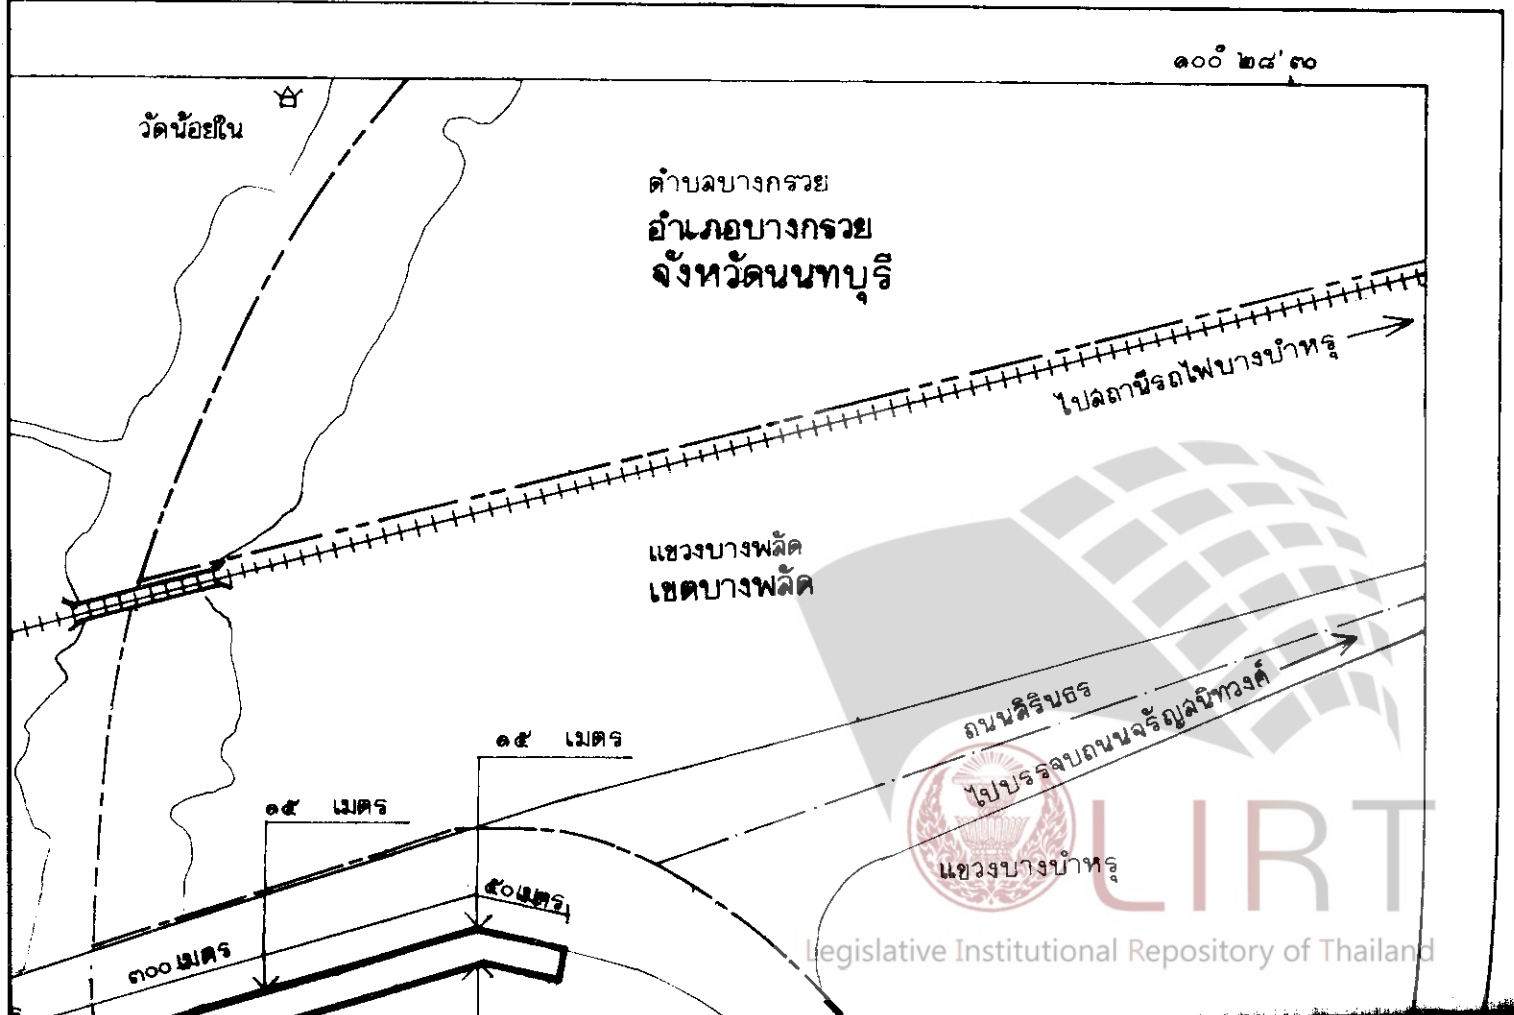 ๑๐๐° ๒๘' ๓๐
วัดน้อยใน
ตำบลบางกรวย
อำเภอบางกรวย
จังหวัดนนทบุรี
ไปสถานีรถไฟบางบำหรุ
แขวงบางพลัด
เขตบางพลัด
ถนนสิรินธร
ไปบรรจบถนนจรัญสนิทวงศ์
๑๕ เมตร
๑๕ เมตร
แขวงบางบำหรุ
๕๐ เมตร
๓๐๐ เมตร
LIRT
Legislative Institutional Repository of Thailand